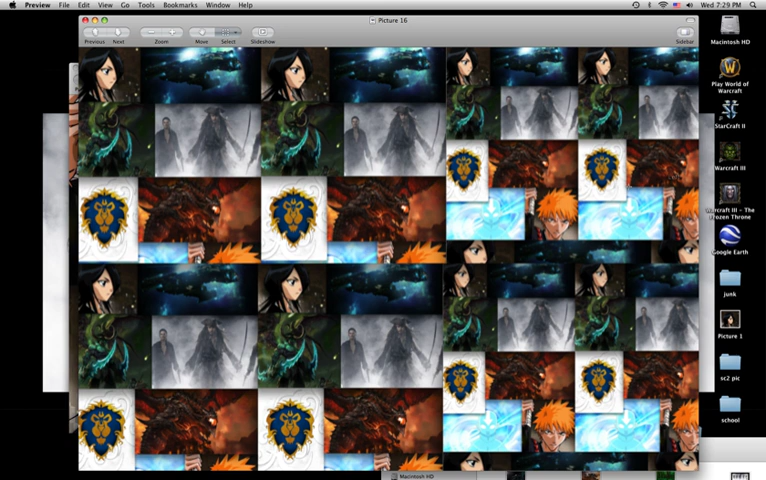 Preview File Edit View Go Tools Bookmarks Window Help
Wed 7:29 PM
Picture 16
Previous Next Zoom Move Select Slideshow Sidebar
Macintosh HD
Play World of
Warcraft
StarCraft II
Warcraft III
Warcraft III – The
Frozen Throne
Google Earth
junk
Picture 1
sc2 pic
school
Macintosh HD